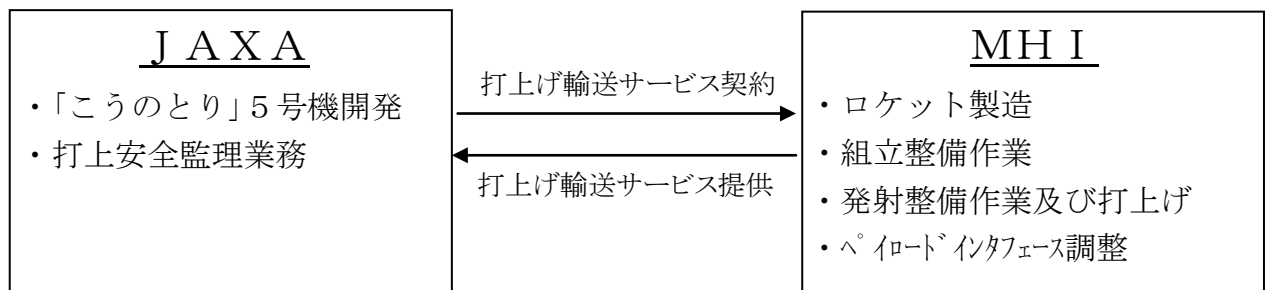 ＪＡＸＡ
・「こうのとり」５号機開発
・打上安全監理業務
打上げ輸送サービス契約
打上げ輸送サービス提供
ＭＨＩ
・ロケット製造
・組立整備作業
・発射整備作業及び打上げ
・ﾍﾟｲﾛｰﾄﾞｲﾝﾀﾌｪｰｽ調整